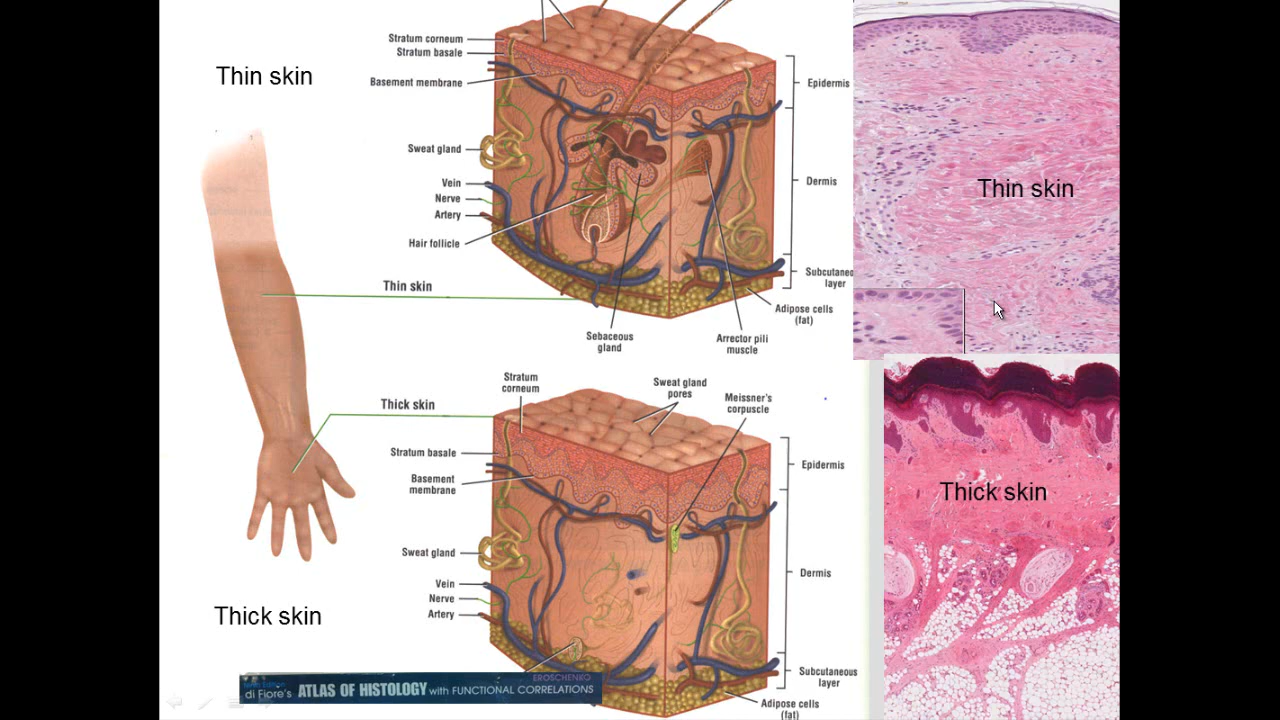 Thin skin
Stratum corneum
Stratum basale
Basement membrane
Sweat gland
Vein
Nerve
Artery
Hair follicle
Epidermis
Dermis
Subcutaneo
layer
Adipose cells
(fat)
Sebaceous
gland
Arrector pili
muscle
Thin skin
Thin skin
Thick skin
Stratum
corneum
Sweat gland
pores
Meissner's
corpuscle
Stratum basale
Basement
membrane
Sweat gland
Vein
Nerve
Artery
Epidermis
Dermis
Subcutaneous
layer
Adipose cells
(fat)
Thick skin
Thick skin
EROSCHENKO
di Fiore's ATLAS OF HISTOLOGY with FUNCTIONAL CORRELATIONS